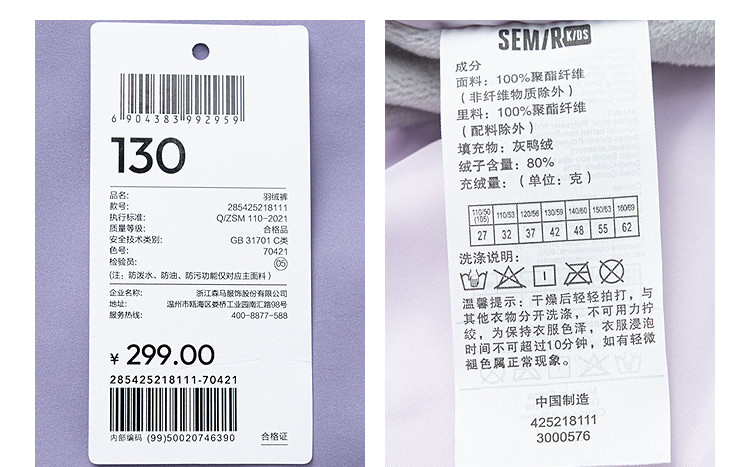 6 904383 992959
130
品名: 羽绒裤
款号: 285425218111
执行标准: Q/ZSM 110-2021
质量等级: 合格品
安全技术类别: GB 31701 C类
色号: 70421
检验员: 05
(注: 防泼水、防油、防污功能仅对应主面料)
企业名称: 浙江森马服饰股份有限公司
地址: 温州市瓯海区娄桥工业园南汇路98号
服务热线: 400-8877-588
¥ 299.00
285425218111-70421
内部编码 (99)50020746390 合格证
SEMIR KIDS
成分
面料: 100%聚酯纤维
(非纤维物质除外)
里料: 100%聚酯纤维
(配料除外)
填充物: 灰鸭绒
绒子含量: 80%
充绒量: (单位: 克)
110/50 (105) 110/53 120/56 130/59 140/60 150/63 160/69
27 32 37 42 48 55 62
洗涤说明:
温馨提示: 干燥后轻轻拍打, 与
其他衣物分开洗涤, 不可用力拧
绞, 为保持衣服色泽, 衣服浸泡
时间不可超过10分钟, 如有轻微
褪色属正常现象。
中国制造
425218111
3000576